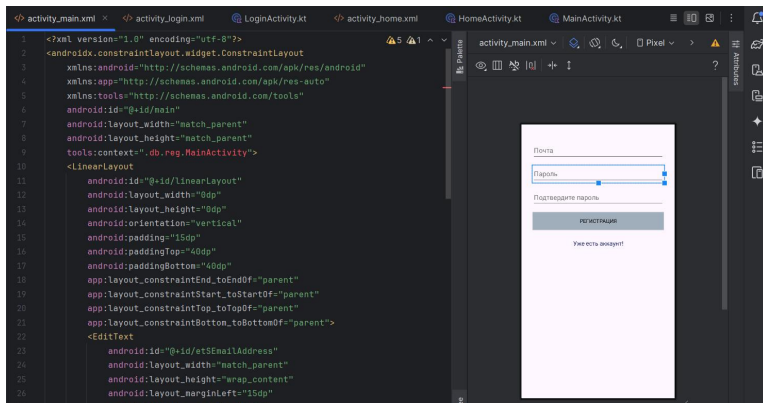 activity_main.xml
activity_login.xml
LoginActivity.kt
activity_home.xml
HomeActivity.kt
MainActivity.kt
1 <?xml version="1.0" encoding="utf-8"?>
5 1
2 <androidx.constraintlayout.widget.ConstraintLayout
3 xmlns:android="http://schemas.android.com/apk/res/android"
4 xmlns:app="http://schemas.android.com/apk/res-auto"
5 xmlns:tools="http://schemas.android.com/tools"
6 android:id="@+id/main"
7 android:layout_width="match_parent"
8 android:layout_height="match_parent"
9 tools:context=".db.reg.MainActivity">
10 <LinearLayout
11 android:id="@+id/linearLayout"
12 android:layout_width="0dp"
13 android:layout_height="0dp"
14 android:orientation="vertical"
15 android:padding="15dp"
16 android:paddingTop="40dp"
17 android:paddingBottom="40dp"
18 app:layout_constraintEnd_toEndOf="parent"
19 app:layout_constraintStart_toStartOf="parent"
20 app:layout_constraintTop_toTopOf="parent"
21 app:layout_constraintBottom_toBottomOf="parent">
22 <EditText
23 android:id="@+id/etSEmailAddress"
24 android:layout_width="match_parent"
25 android:layout_height="wrap_content"
26 android:layout_marginLeft="15dp"
Palette
activity_main.xml
Pixel
?
Почта
Пароль
Подтвердите пароль
РЕГИСТРАЦИЯ
Уже есть аккаунт!
Attributes